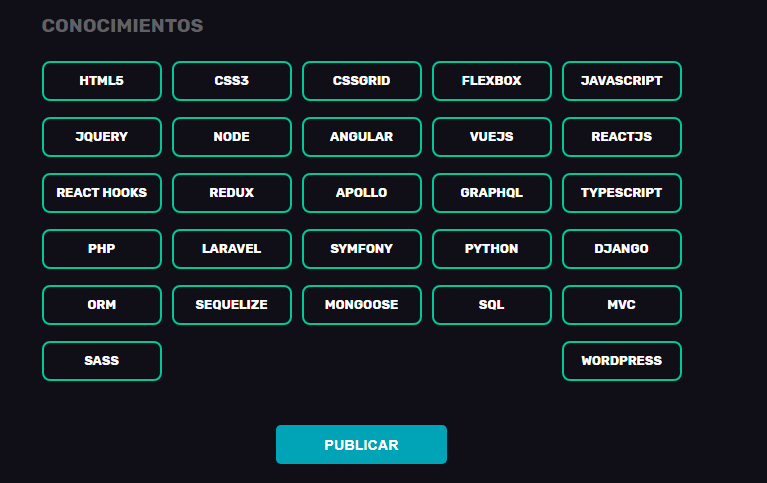 CONOCIMIENTOS
HTML5 CSS3 CSSGRID FLEXBOX JAVASCRIPT
JQUERY NODE ANGULAR VUEJS REACTJS
REACT HOOKS REDUX APOLLO GRAPHQL TYPESCRIPT
PHP LARAVEL SYMFONY PYTHON DJANGO
ORM SEQUELIZE MONGOOSE SQL MVC
SASS WORDPRESS
PUBLICAR